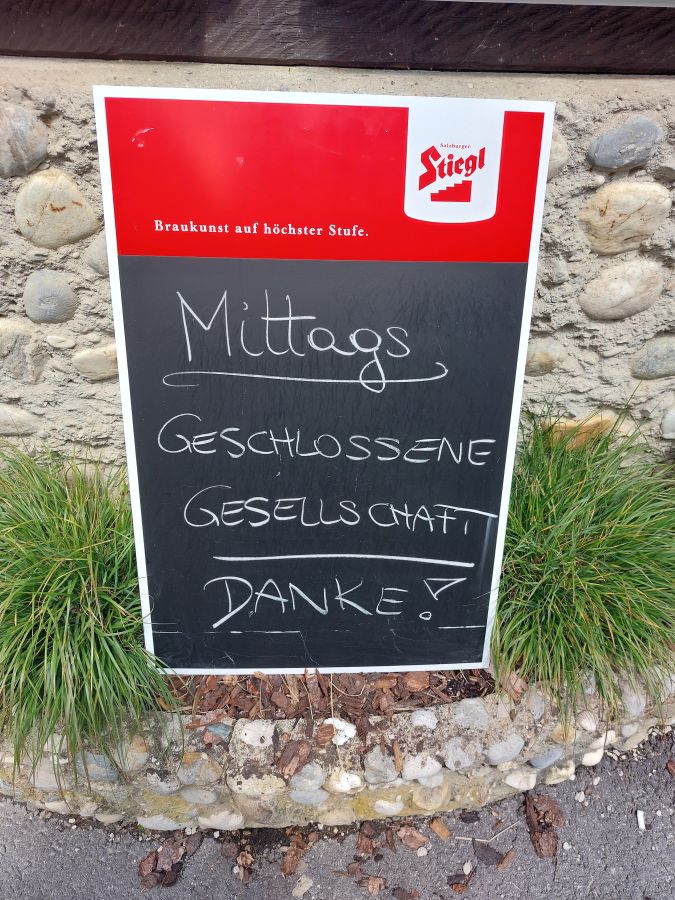 Salzburger
Stiegl
Braukunst auf höchster Stufe.
Mittags
GESCHLOSSENE
GESELLSCHAFT
DANKE!